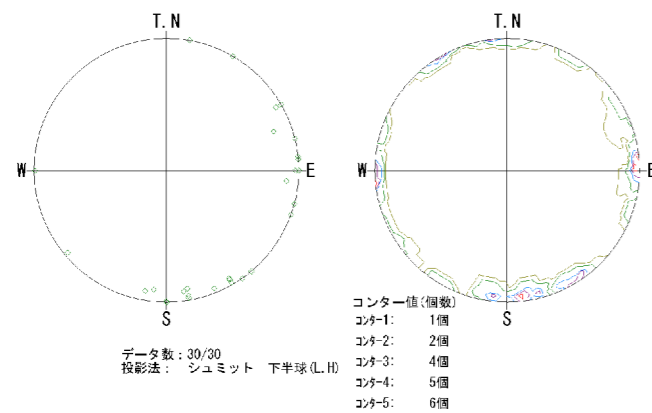 T.N
T.N
W
E
W
E
S
S
データ数：30/30
投影法：　シュミット　下半球(L.H)
コンター値(個数)
ｺﾝﾀｰ1:　1個
ｺﾝﾀｰ2:　2個
ｺﾝﾀｰ3:　4個
ｺﾝﾀｰ4:　5個
ｺﾝﾀｰ5:　6個